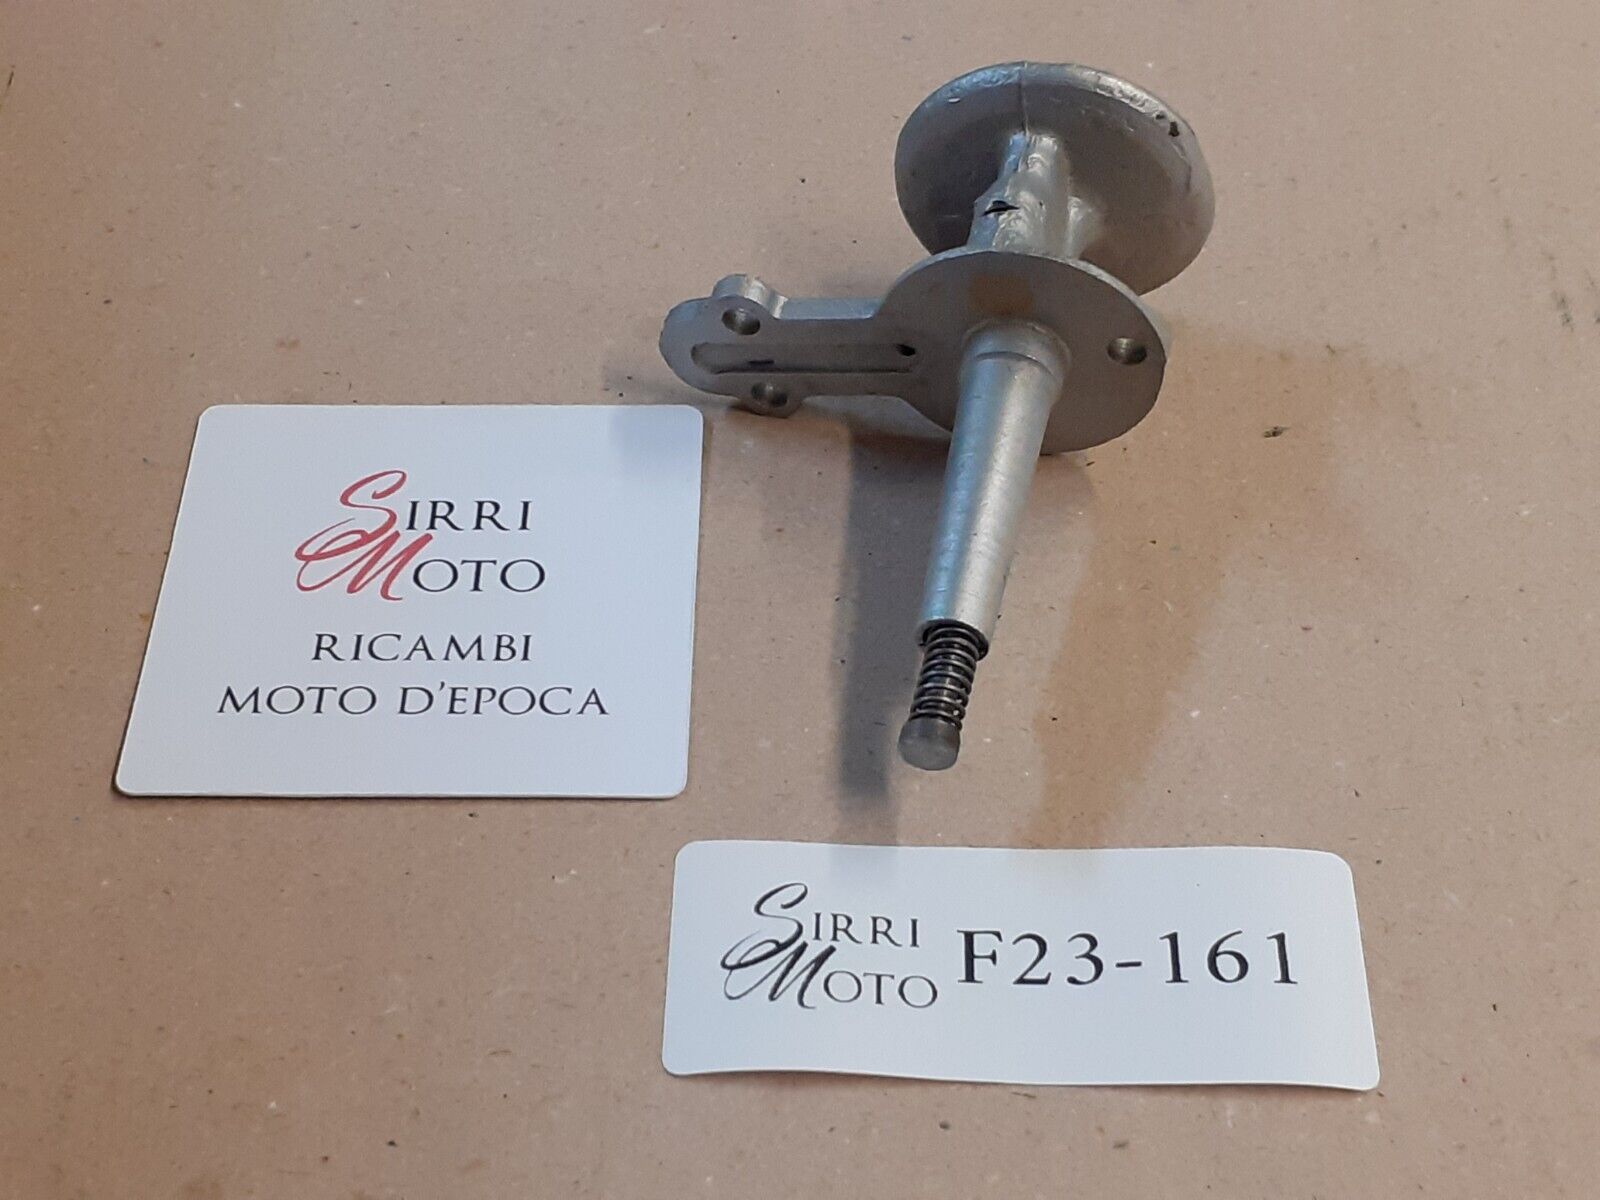 SIRRI
MOTO
RICAMBI
MOTO D'EPOCA
SIRRI
MOTO
F23-161